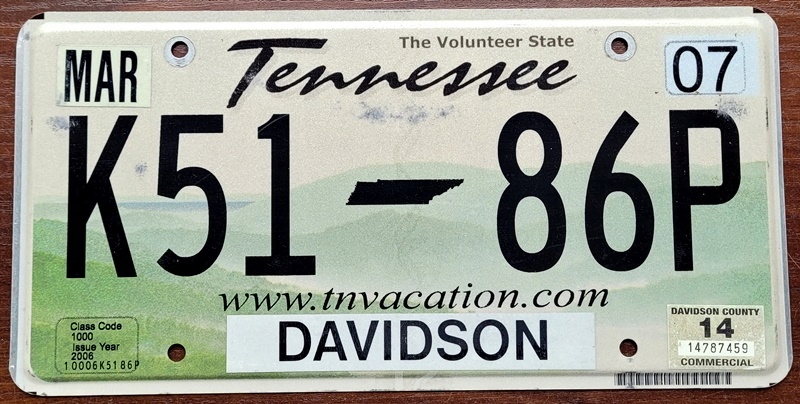 The Volunteer State
MAR
Tennessee
07
K51 86P
www.tnvacation.com
Class Code
1000
Issue Year
2006
10006K5186P
DAVIDSON
DAVIDSON COUNTY
14
14787459
COMMERCIAL